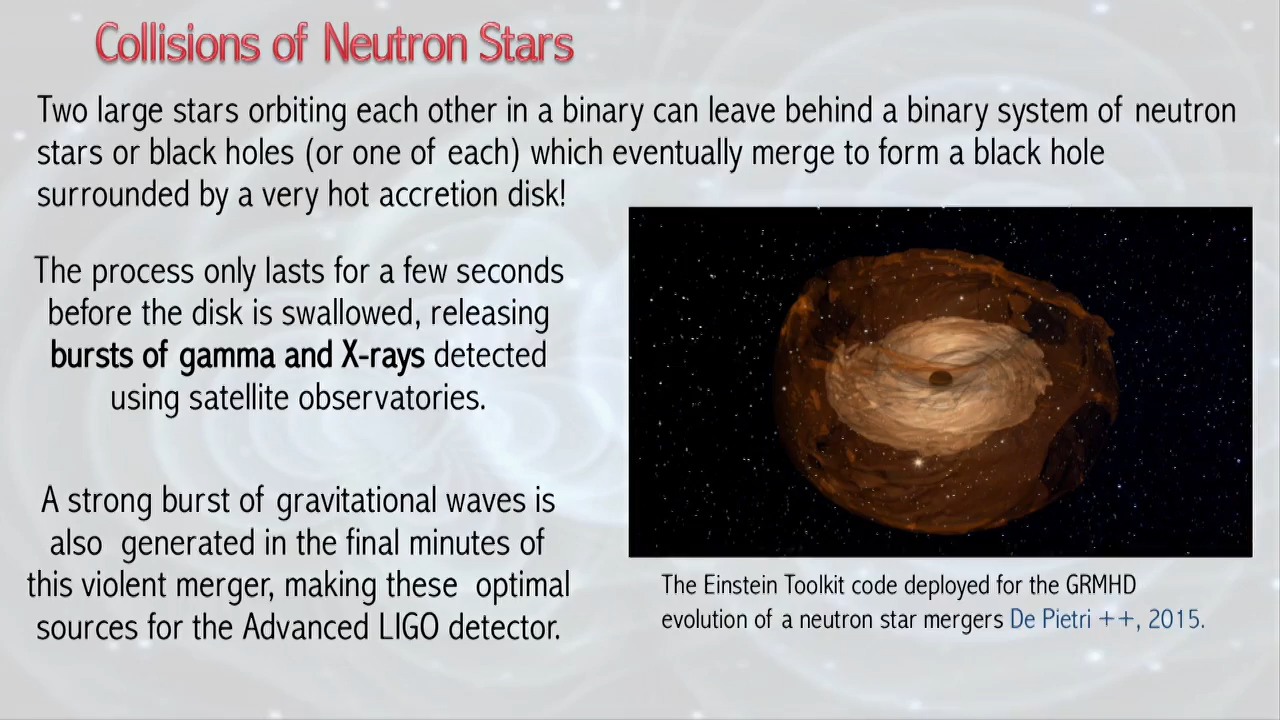 Collisions of Neutron Stars
Two large stars orbiting each other in a binary can leave behind a binary system of neutron
stars or black holes (or one of each) which eventually merge to form a black hole
surrounded by a very hot accretion disk!
The process only lasts for a few seconds
before the disk is swallowed, releasing
bursts of gamma and X-rays detected
using satellite observatories.
A strong burst of gravitational waves is
also generated in the final minutes of
this violent merger, making these optimal
sources for the Advanced LIGO detector.
The Einstein Toolkit code deployed for the GRMHD
evolution of a neutron star mergers De Pietri ++, 2015.